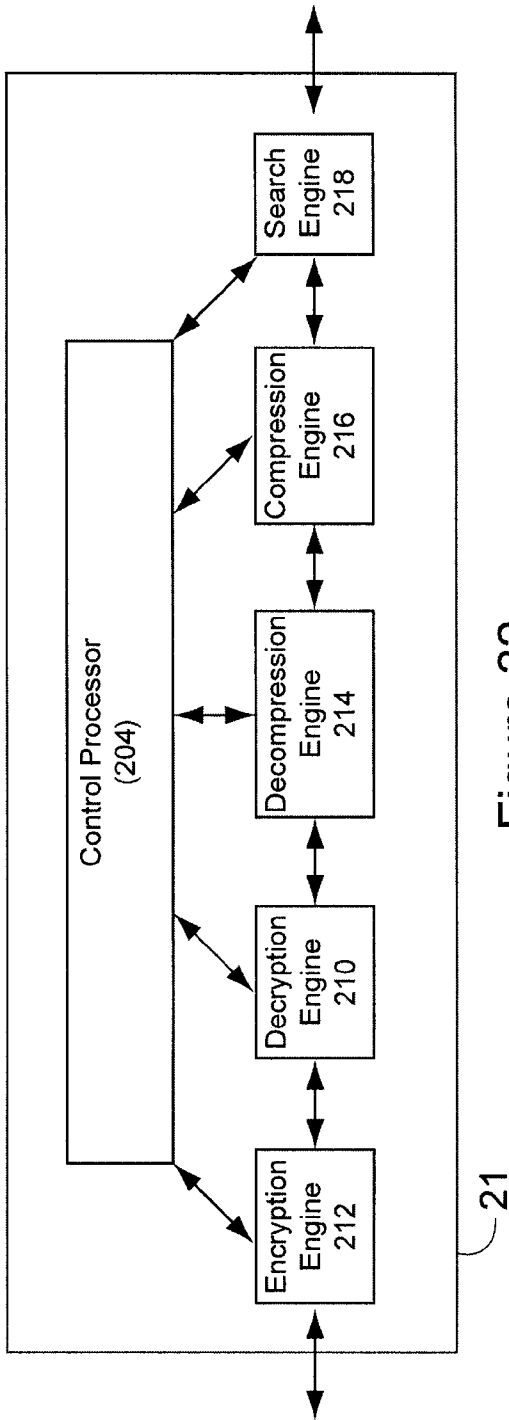 Control Processor
(204)
Encryption
Engine
212
Decryption
Engine
210
Decompression
Engine
214
Compression
Engine
216
Search
Engine
218
21